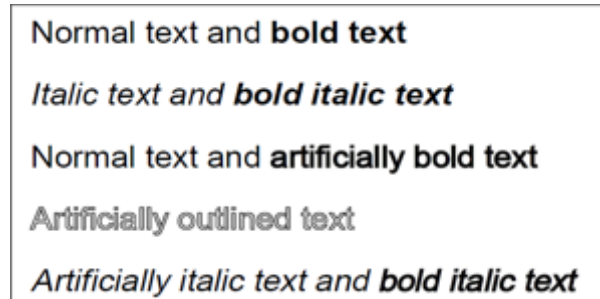 Normal text and bold text
Italic text and bold italic text
Normal text and artificially bold text
Artificially outlined text
Artificially italic text and bold italic text